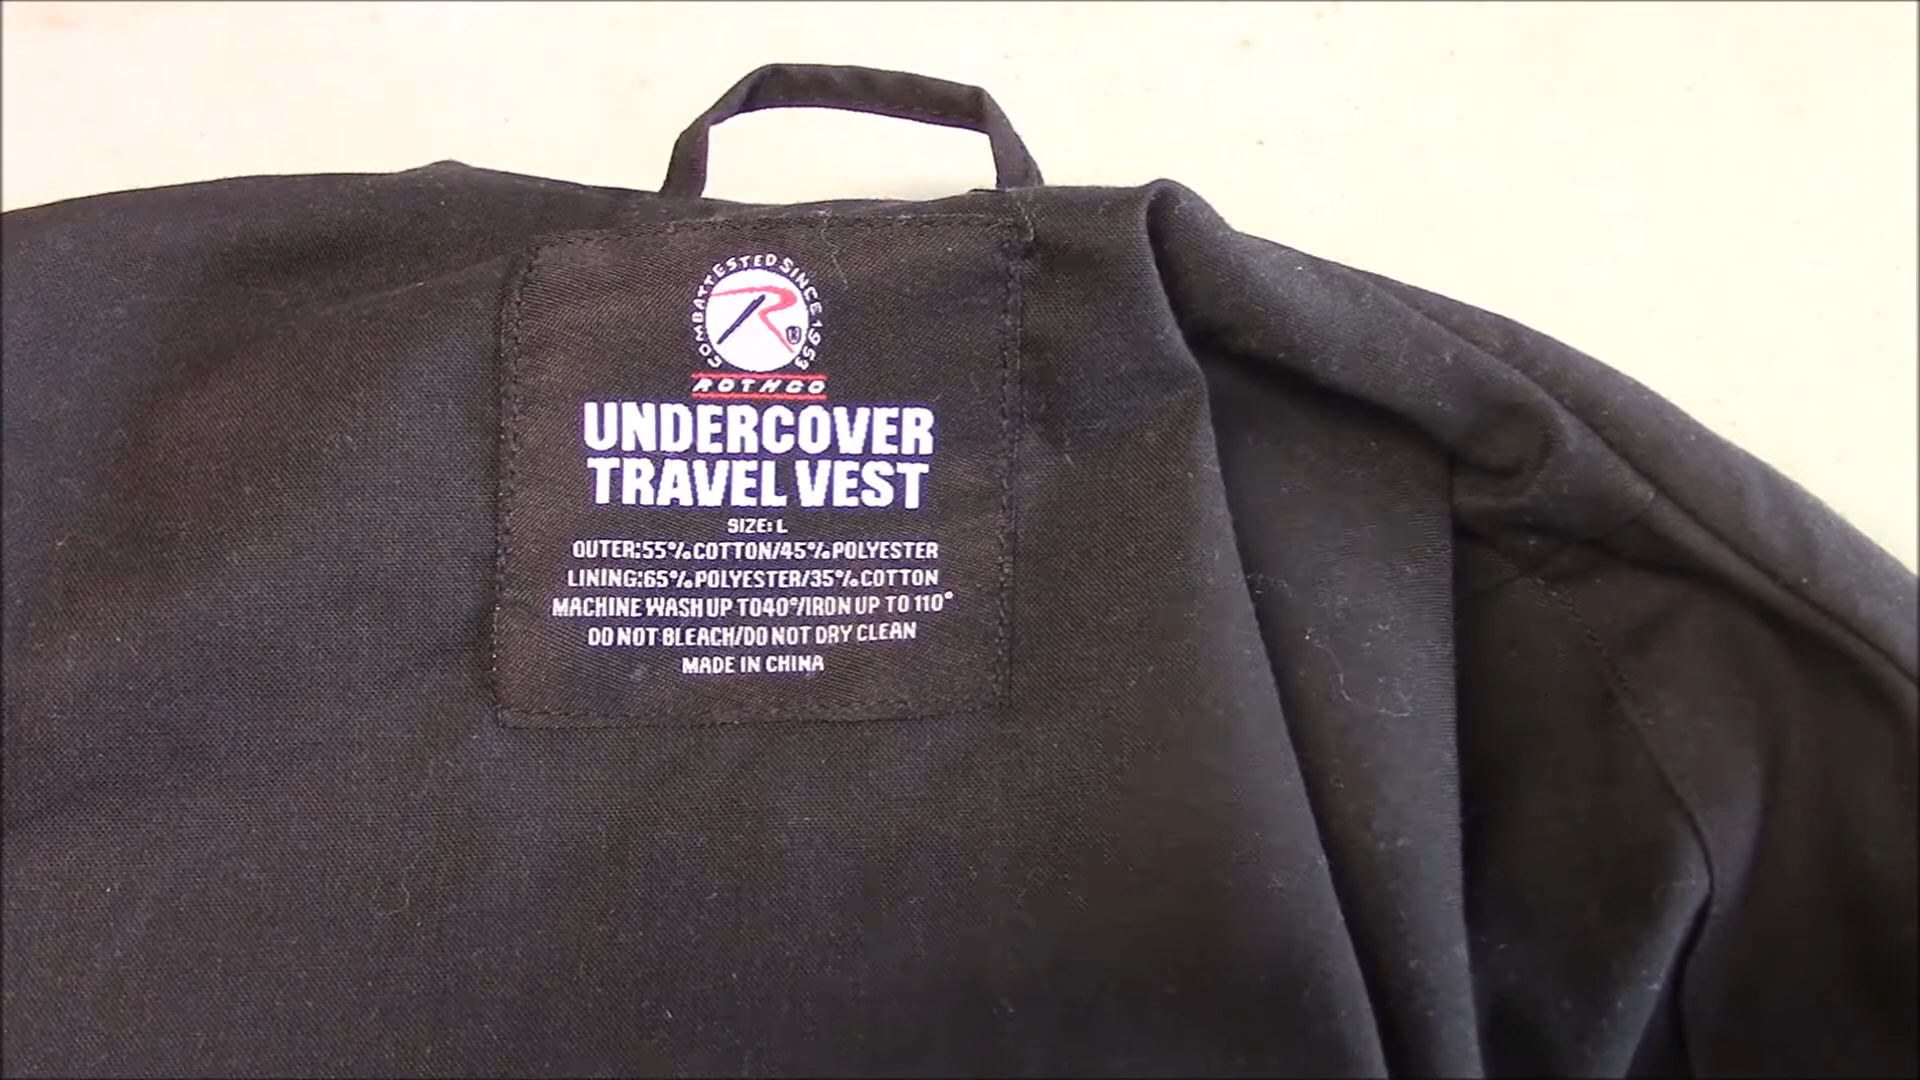 COMBAT TESTED SINCE 1953
R
ROTHCO
UNDERCOVER
TRAVEL VEST
SIZE: L
OUTER:55%COTTON/45%POLYESTER
LINING:65%POLYESTER/35%COTTON
MACHINE WASH UP TO40°/IRON UP TO 110°
DO NOT BLEACH/DO NOT DRY CLEAN
MADE IN CHINA